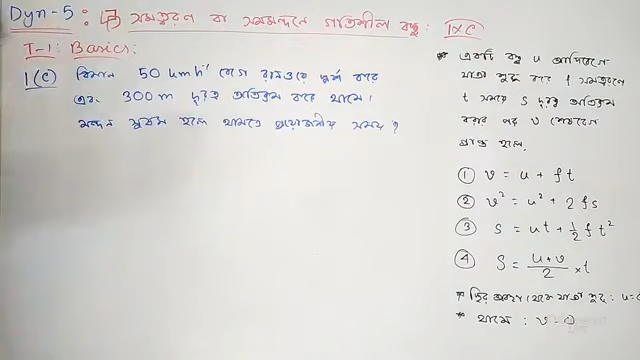 Dyn-5: সমত্বরণ বা সমমন্দনে গতিশীল বস্তু: IXC
T-1: Basics:
1(C) বিমান 50 kmh⁻¹ বেগে রানওয়ে স্পর্শ করে
এবং 300 m দূরত্ব অতিক্রম করে থামে।
মন্দন সুষম হলে থামতে প্রয়োজনীয় সময় ?
* একটি বস্তু u আদিবেগে
যাত্রা শুরু করে f সমত্বরণে
t সময়ে s দূরত্ব অতিক্রম
করার পর v শেষবেগ
প্রাপ্ত হলে,
① v = u + ft
② v² = u² + 2fs
③ s = ut + ½ft²
④ S = (u+v)/2 × t
* স্থির অবস্থা থেকে যাত্রা শুরু: u=0
* থামে : v=0